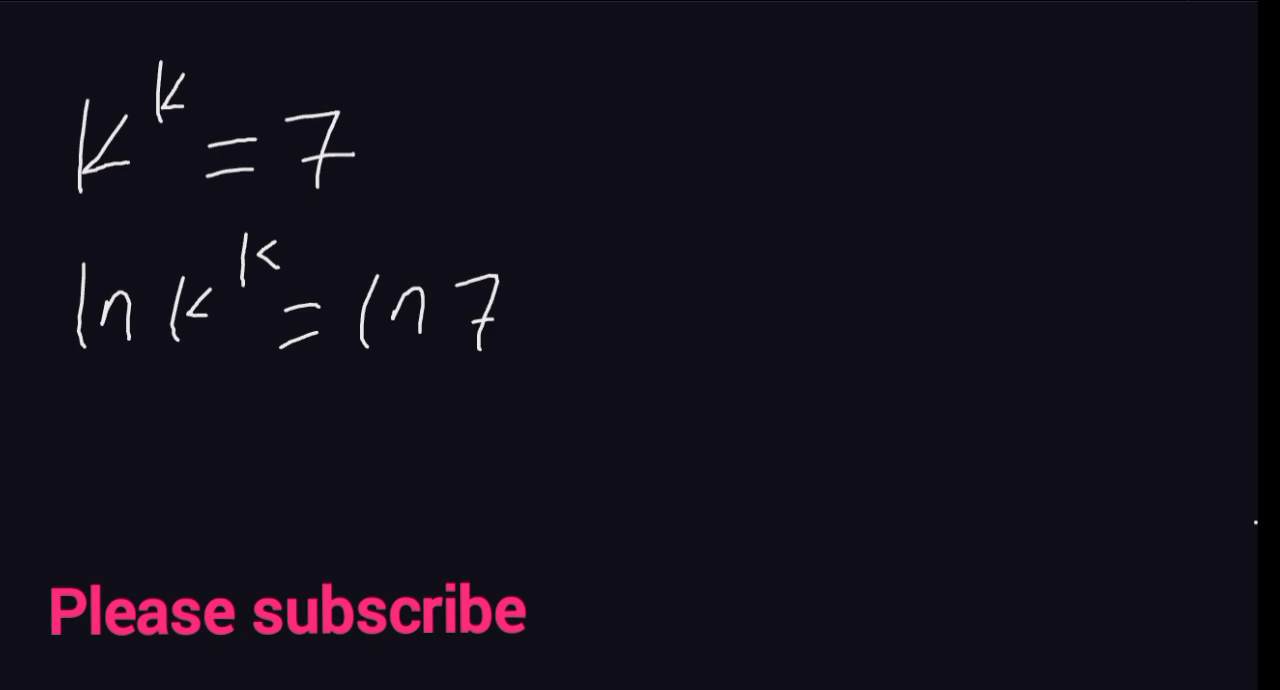 k^k = 7
ln k^k = ln 7
Please subscribe